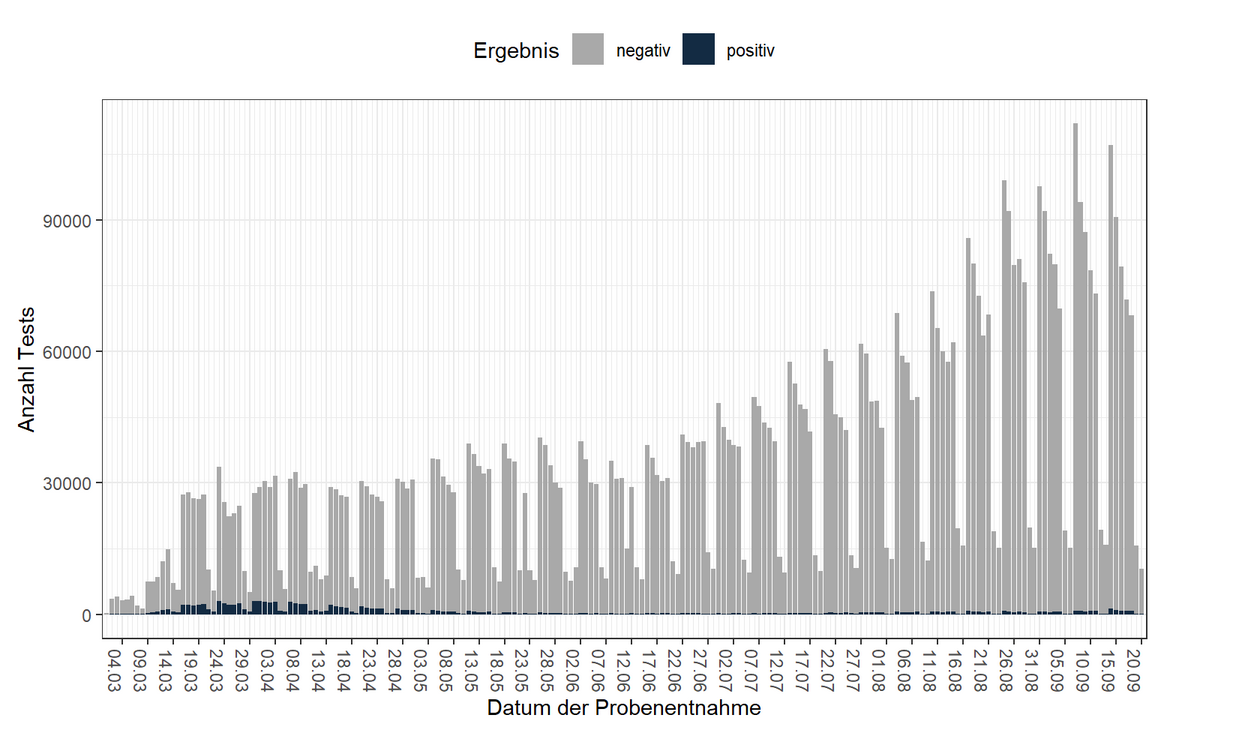 Ergebnis negativ positiv
Anzahl Tests
90000
60000
30000
0
04.03 09.03 14.03 19.03 24.03 29.03 03.04 08.04 13.04 18.04 23.04 28.04 03.05 08.05 13.05 18.05 23.05 28.05 02.06 07.06 12.06 17.06 22.06 27.06 02.07 07.07 12.07 17.07 22.07 27.07 01.08 06.08 11.08 16.08 21.08 26.08 31.08 05.09 10.09 15.09 20.09
Datum der Probenentnahme